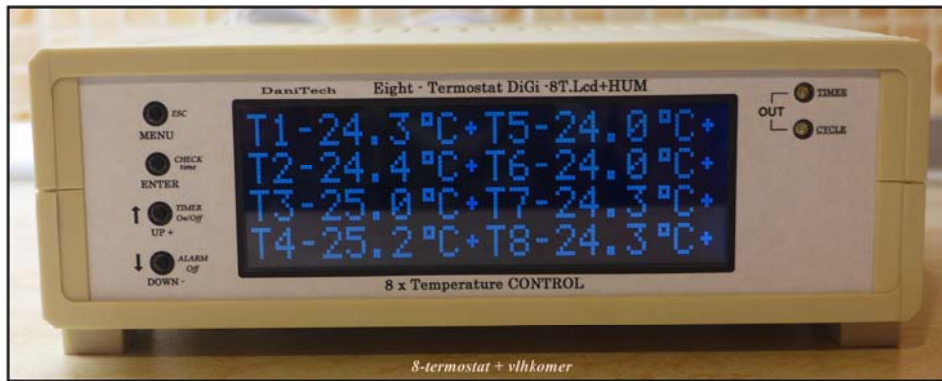 DaniTech Eight - Termostat DiGi -8T.Lcd+HUM
ESC
MENU
CHECK
time
ENTER
↑ TIMER
On/Off
UP +
↓ ALARM
Off
DOWN -
T1-24.3°C+T5-24.0°C+
T2-24.4°C+T6-24.0°C+
T3-25.0°C+T7-24.3°C+
T4-25.2°C+T8-24.3°C+
OUT
TIMER
CYCLE
8 x Temperature CONTROL
8-termostat + vlhkomer